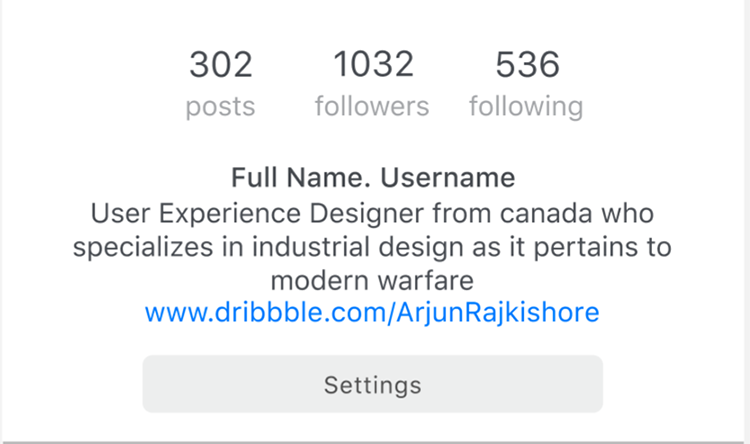 302 1032 536
posts followers following
Full Name. Username
User Experience Designer from canada who
specializes in industrial design as it pertains to
modern warfare
www.dribbble.com/ArjunRajkishore
Settings